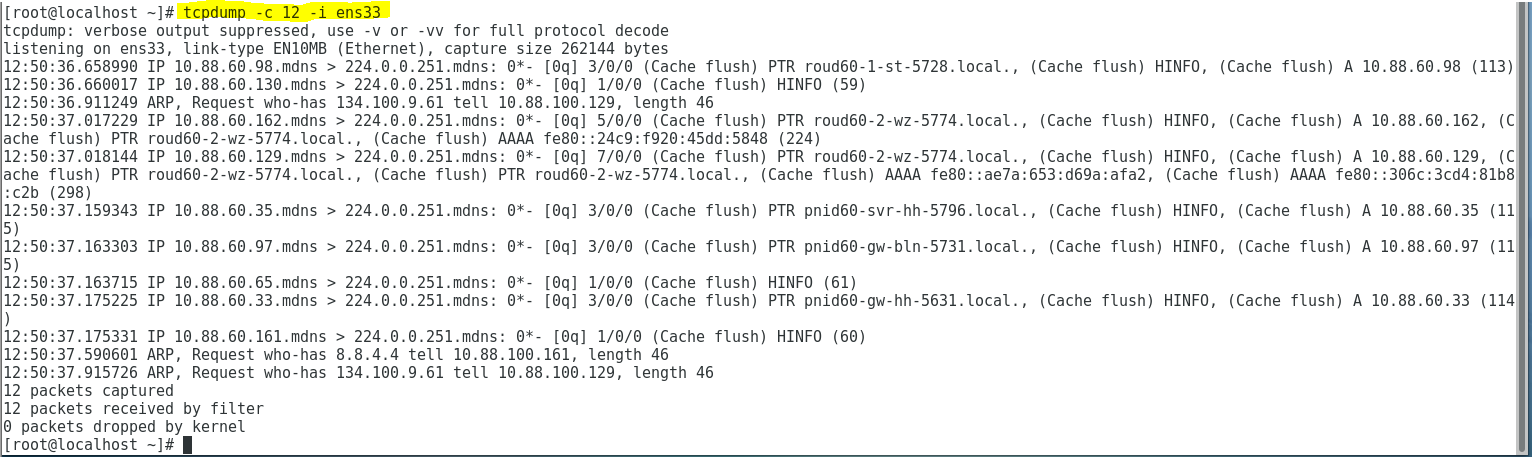 [root@localhost ~]# tcpdump -c 12 -i ens33
tcpdump: verbose output suppressed, use -v or -vv for full protocol decode
listening on ens33, link-type EN10MB (Ethernet), capture size 262144 bytes
12:50:36.658990 IP 10.88.60.98.mdns > 224.0.0.251.mdns: 0*- [0q] 3/0/0 (Cache flush) PTR roud60-1-st-5728.local., (Cache flush) HINFO, (Cache flush) A 10.88.60.98 (113)
12:50:36.660017 IP 10.88.60.130.mdns > 224.0.0.251.mdns: 0*- [0q] 1/0/0 (Cache flush) HINFO (59)
12:50:36.911249 ARP, Request who-has 134.100.9.61 tell 10.88.100.129, length 46
12:50:37.017229 IP 10.88.60.162.mdns > 224.0.0.251.mdns: 0*- [0q] 5/0/0 (Cache flush) PTR roud60-2-wz-5774.local., (Cache flush) HINFO, (Cache flush) A 10.88.60.162, (C
ache flush) PTR roud60-2-wz-5774.local., (Cache flush) AAAA fe80::24c9:f920:45dd:5848 (224)
12:50:37.018144 IP 10.88.60.129.mdns > 224.0.0.251.mdns: 0*- [0q] 7/0/0 (Cache flush) PTR roud60-2-wz-5774.local., (Cache flush) HINFO, (Cache flush) A 10.88.60.129, (C
ache flush) PTR roud60-2-wz-5774.local., (Cache flush) PTR roud60-2-wz-5774.local., (Cache flush) AAAA fe80::ae7a:653:d69a:afa2, (Cache flush) AAAA fe80::306c:3cd4:81b8
:c2b (298)
12:50:37.159343 IP 10.88.60.35.mdns > 224.0.0.251.mdns: 0*- [0q] 3/0/0 (Cache flush) PTR pnid60-svr-hh-5796.local., (Cache flush) HINFO, (Cache flush) A 10.88.60.35 (11
5)
12:50:37.163303 IP 10.88.60.97.mdns > 224.0.0.251.mdns: 0*- [0q] 3/0/0 (Cache flush) PTR pnid60-gw-bln-5731.local., (Cache flush) HINFO, (Cache flush) A 10.88.60.97 (11
5)
12:50:37.163715 IP 10.88.60.65.mdns > 224.0.0.251.mdns: 0*- [0q] 1/0/0 (Cache flush) HINFO (61)
12:50:37.175225 IP 10.88.60.33.mdns > 224.0.0.251.mdns: 0*- [0q] 3/0/0 (Cache flush) PTR pnid60-gw-hh-5631.local., (Cache flush) HINFO, (Cache flush) A 10.88.60.33 (114
)
12:50:37.175331 IP 10.88.60.161.mdns > 224.0.0.251.mdns: 0*- [0q] 1/0/0 (Cache flush) HINFO (60)
12:50:37.590601 ARP, Request who-has 8.8.4.4 tell 10.88.100.161, length 46
12:50:37.915726 ARP, Request who-has 134.100.9.61 tell 10.88.100.129, length 46
12 packets captured
12 packets received by filter
0 packets dropped by kernel
[root@localhost ~]#